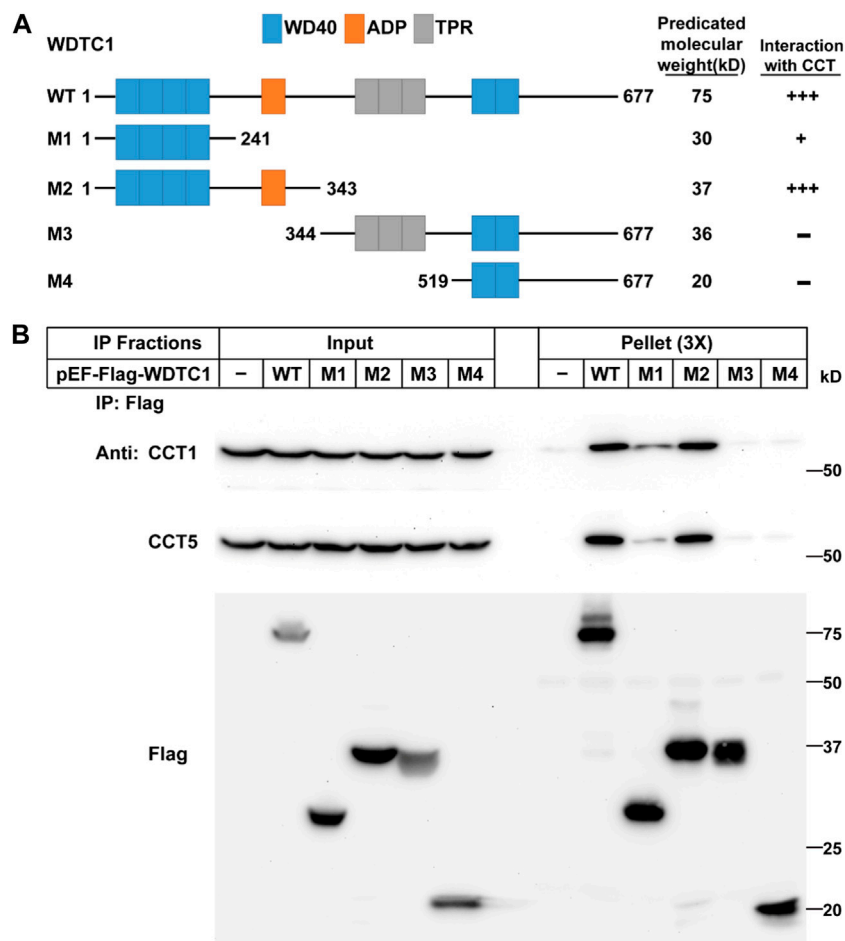 A
WD40 ADP TPR
WDTC1
Predicated
molecular
weight(kD)
Interaction
with CCT
WT 1 677 75 +++
M1 1 241 30 +
M2 1 343 37 +++
M3 344 677 36 −
M4 519 677 20 −
B
IP Fractions Input Pellet (3X)
pEF-Flag-WDTC1 − WT M1 M2 M3 M4 − WT M1 M2 M3 M4 kD
IP: Flag
Anti: CCT1
50
CCT5
50
75
50
Flag 37
25
20